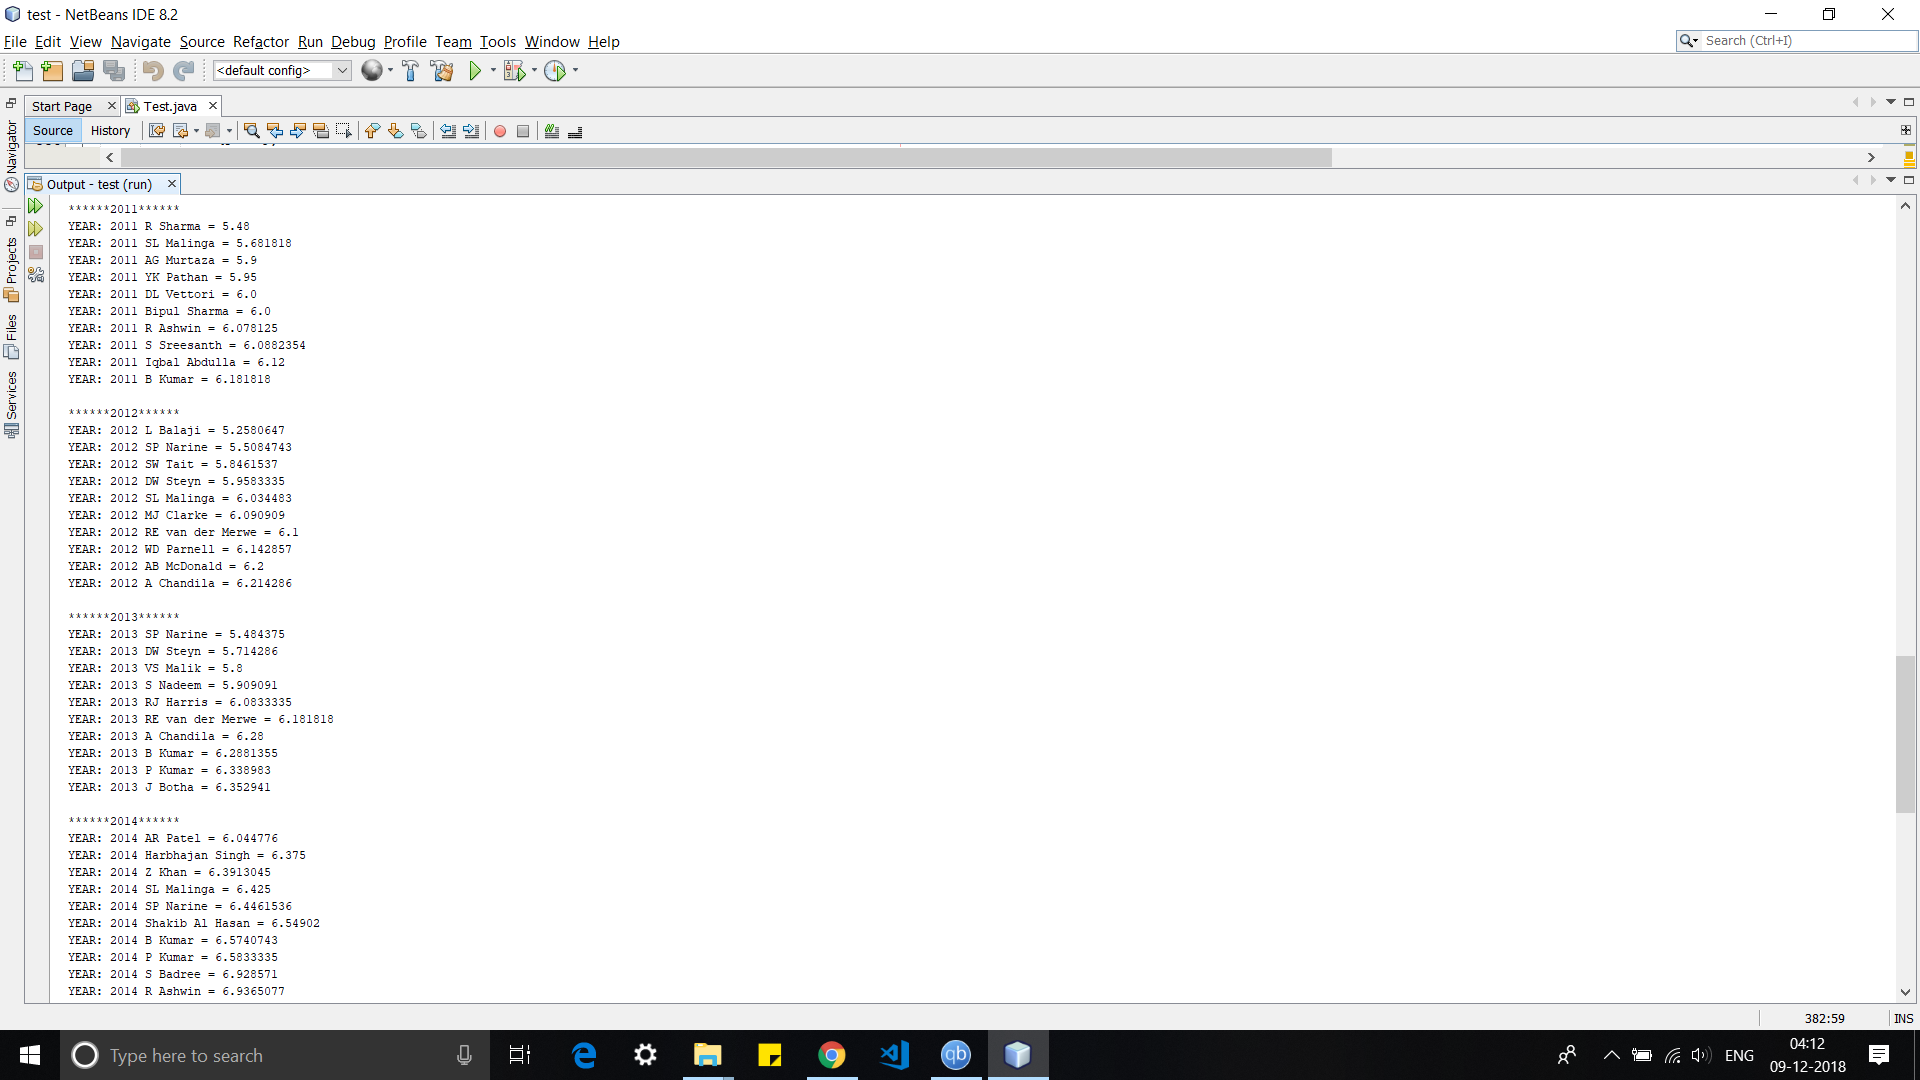 test - NetBeans IDE 8.2
File Edit View Navigate Source Refactor Run Debug Profile Team Tools Window Help
Search (Ctrl+I)
<default config>
Start Page
Test.java
Source History
Navigator
Projects
Files
Services
Output - test (run)
******2011******
YEAR: 2011 R Sharma = 5.48
YEAR: 2011 SL Malinga = 5.681818
YEAR: 2011 AG Murtaza = 5.9
YEAR: 2011 YK Pathan = 5.95
YEAR: 2011 DL Vettori = 6.0
YEAR: 2011 Bipul Sharma = 6.0
YEAR: 2011 R Ashwin = 6.078125
YEAR: 2011 S Sreesanth = 6.0882354
YEAR: 2011 Iqbal Abdulla = 6.12
YEAR: 2011 B Kumar = 6.181818
******2012******
YEAR: 2012 L Balaji = 5.2580647
YEAR: 2012 SP Narine = 5.5084743
YEAR: 2012 SW Tait = 5.8461537
YEAR: 2012 DW Steyn = 5.9583335
YEAR: 2012 SL Malinga = 6.034483
YEAR: 2012 MJ Clarke = 6.090909
YEAR: 2012 RE van der Merwe = 6.1
YEAR: 2012 WD Parnell = 6.142857
YEAR: 2012 AB McDonald = 6.2
YEAR: 2012 A Chandila = 6.214286
******2013******
YEAR: 2013 SP Narine = 5.484375
YEAR: 2013 DW Steyn = 5.714286
YEAR: 2013 VS Malik = 5.8
YEAR: 2013 S Nadeem = 5.909091
YEAR: 2013 RJ Harris = 6.0833335
YEAR: 2013 RE van der Merwe = 6.181818
YEAR: 2013 A Chandila = 6.28
YEAR: 2013 B Kumar = 6.2881355
YEAR: 2013 P Kumar = 6.338983
YEAR: 2013 J Botha = 6.352941
******2014******
YEAR: 2014 AR Patel = 6.044776
YEAR: 2014 Harbhajan Singh = 6.375
YEAR: 2014 Z Khan = 6.3913045
YEAR: 2014 SL Malinga = 6.425
YEAR: 2014 SP Narine = 6.4461536
YEAR: 2014 Shakib Al Hasan = 6.54902
YEAR: 2014 B Kumar = 6.5740743
YEAR: 2014 P Kumar = 6.5833335
YEAR: 2014 S Badree = 6.928571
YEAR: 2014 R Ashwin = 6.9365077
382:59 INS
Type here to search
qb
ENG
04:12
09-12-2018